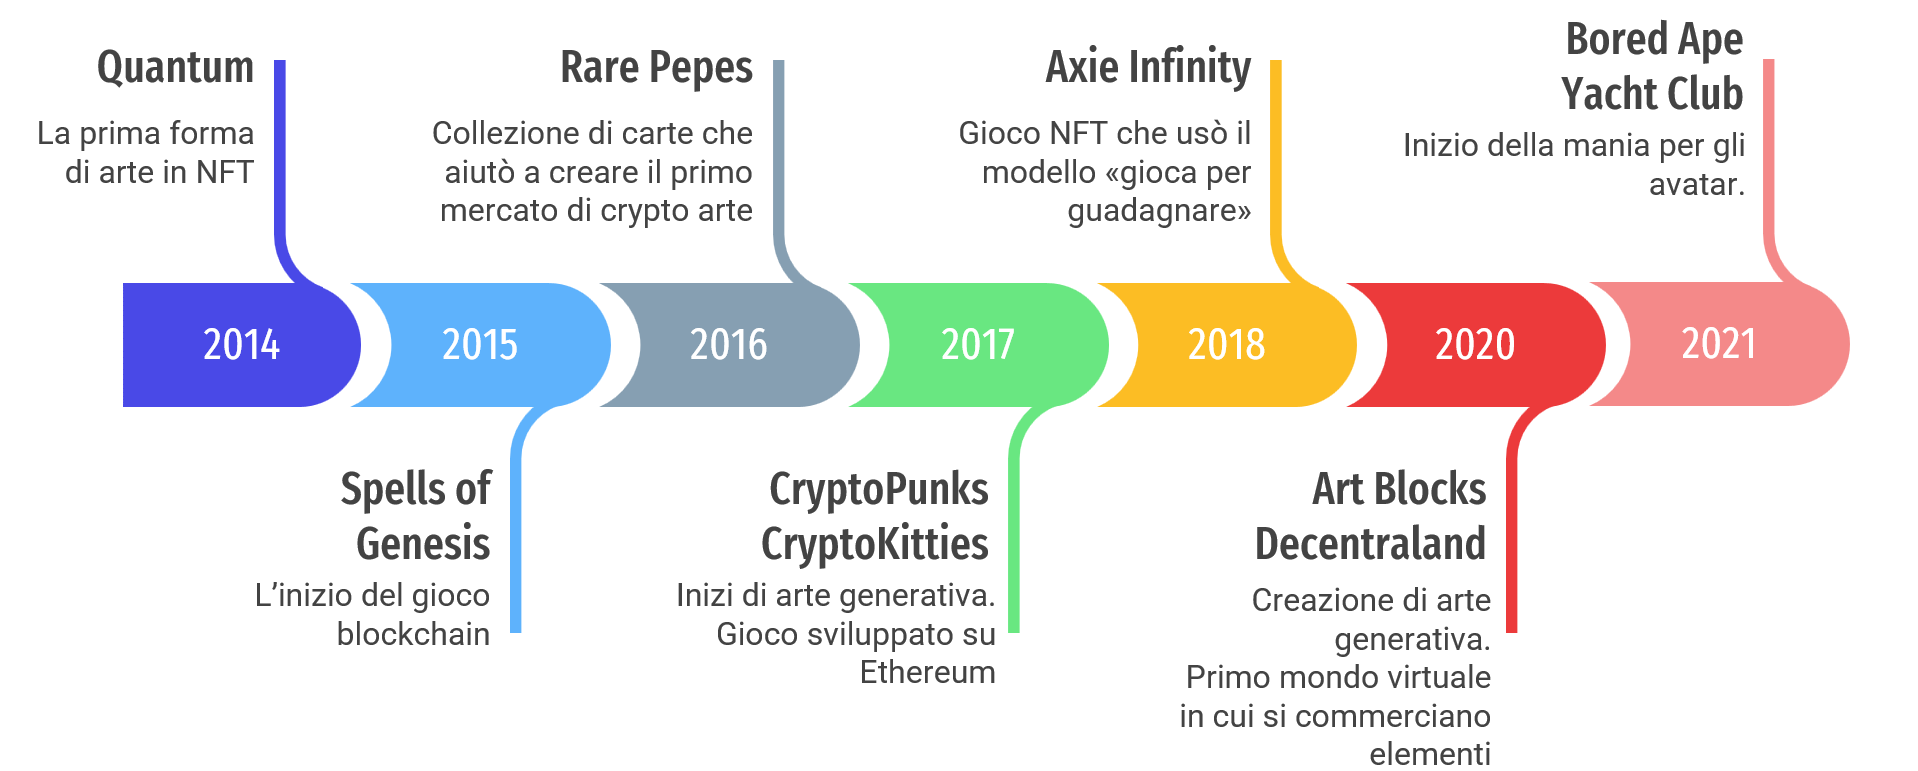 Quantum
La prima forma
di arte in NFT
Rare Pepes
Collezione di carte che
aiutò a creare il primo
mercato di crypto arte
Axie Infinity
Gioco NFT che usò il
modello «gioca per
guadagnare»
Bored Ape
Yacht Club
Inizio della mania per gli
avatar.
2014
2015
2016
2017
2018
2020
2021
Spells of
Genesis
L’inizio del gioco
blockchain
CryptoPunks
CryptoKitties
Inizi di arte generativa.
Gioco sviluppato su
Ethereum
Art Blocks
Decentraland
Creazione di arte
generativa.
Primo mondo virtuale
in cui si commerciano
elementi